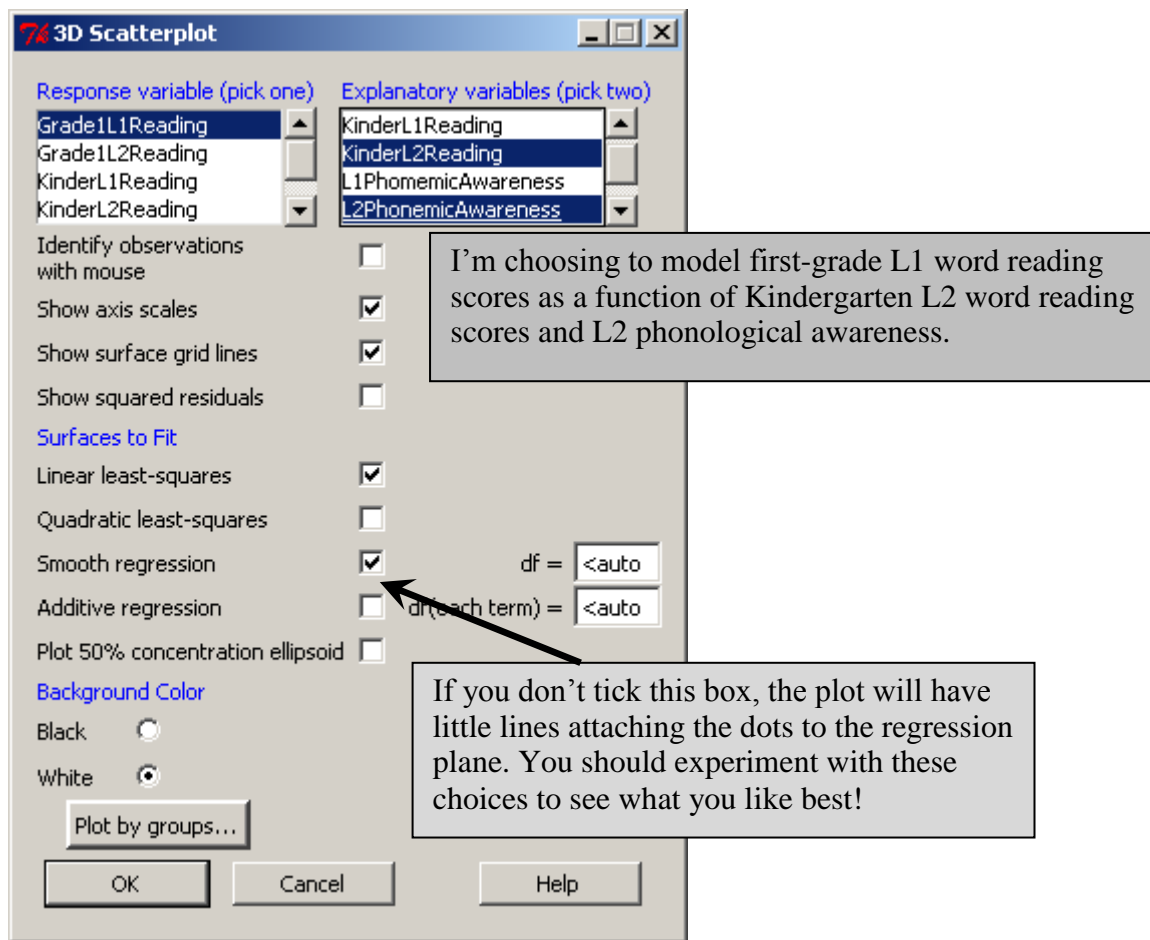 3D Scatterplot
Response variable (pick one) Explanatory variables (pick two)
Grade1L1Reading KinderL1Reading
Grade1L2Reading KinderL2Reading
KinderL1Reading L1PhomemicAwareness
KinderL2Reading L2PhonemicAwareness
Identify observations
with mouse
Show axis scales
Show surface grid lines
Show squared residuals
I’m choosing to model first-grade L1 word reading
scores as a function of Kindergarten L2 word reading
scores and L2 phonological awareness.
Surfaces to Fit
Linear least-squares
Quadratic least-squares
Smooth regression df = <auto
Additive regression df(each term) = <auto
Plot 50% concentration ellipsoid
If you don’t tick this box, the plot will have
little lines attaching the dots to the regression
plane. You should experiment with these
choices to see what you like best!
Background Color
Black
White
Plot by groups...
OK Cancel Help